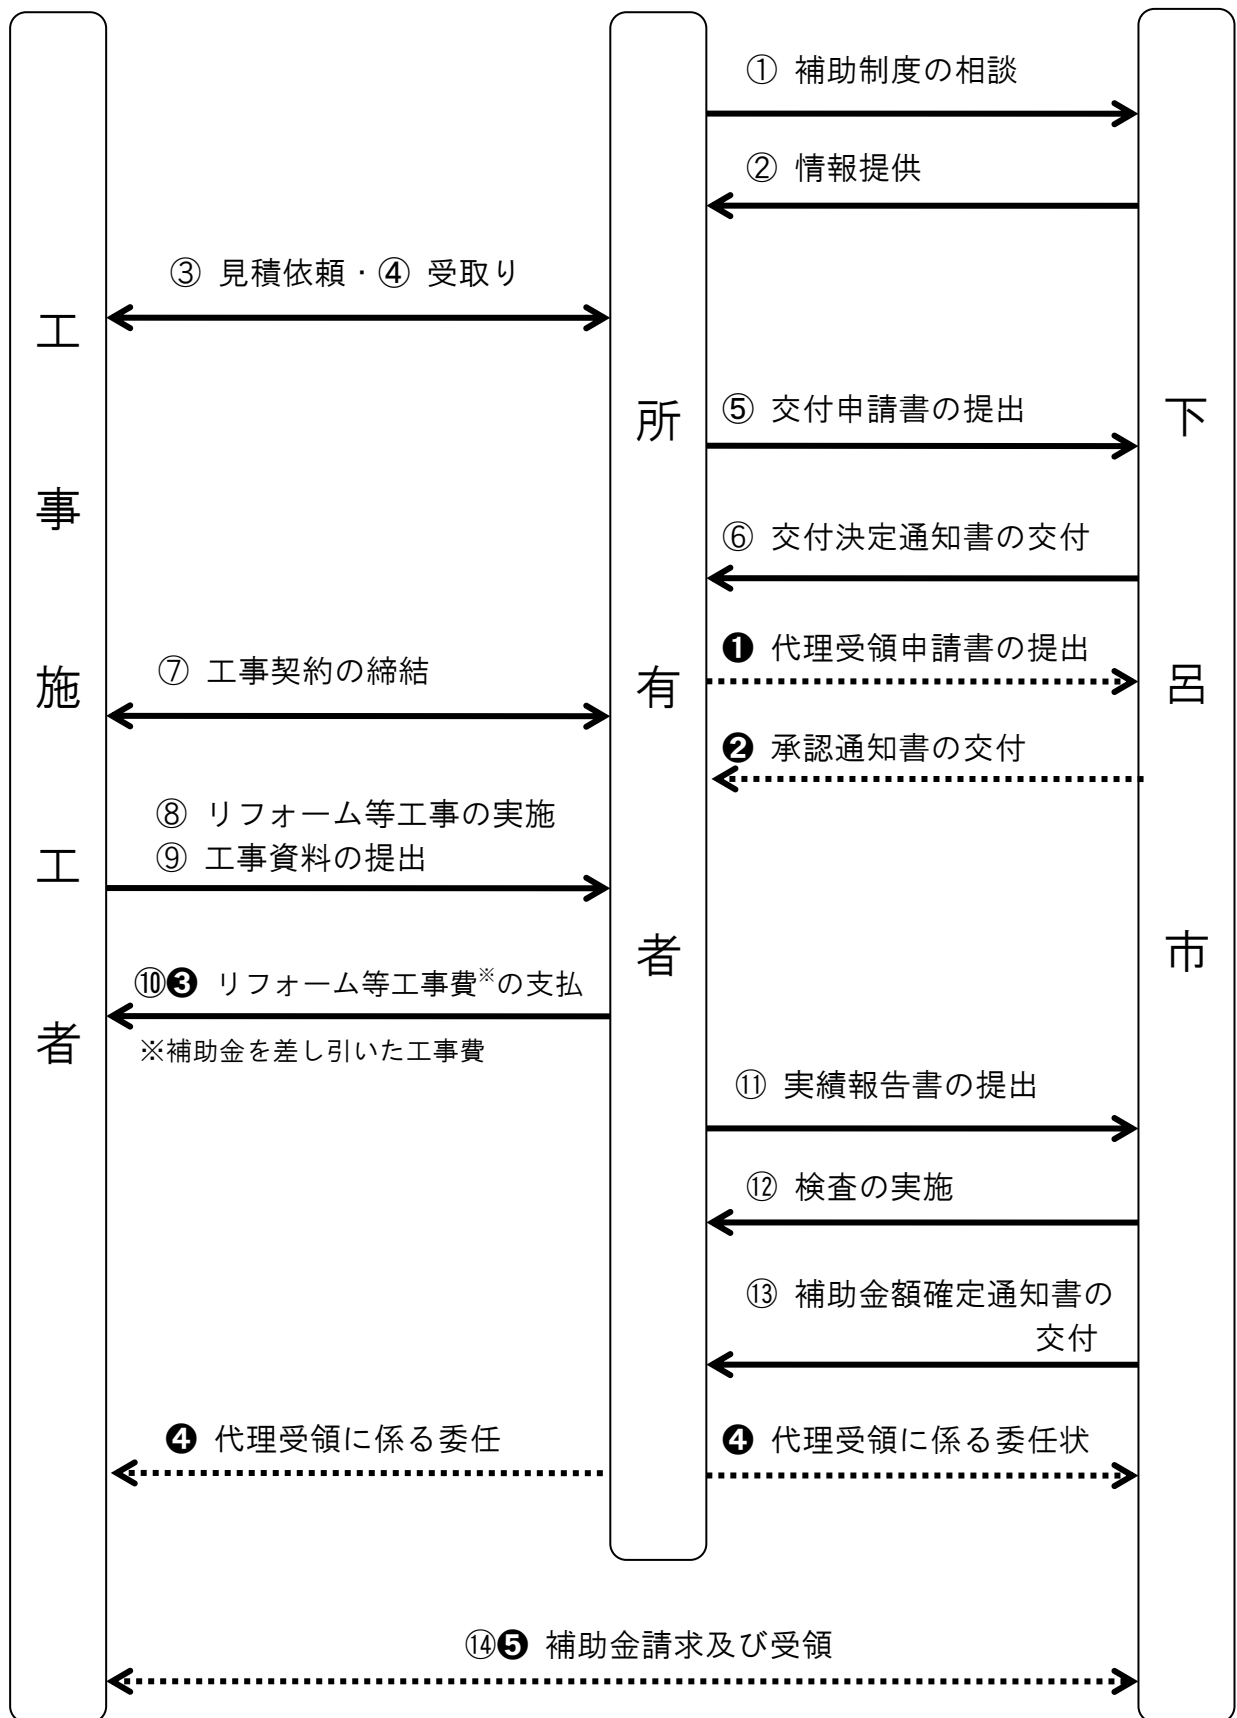 ① 補助制度の相談
② 情報提供
③ 見積依頼・④ 受取り
工事施工者
所有者
下呂市
⑤ 交付申請書の提出
⑥ 交付決定通知書の交付
❶ 代理受領申請書の提出
⑦ 工事契約の締結
❷ 承認通知書の交付
⑧ リフォーム等工事の実施
⑨ 工事資料の提出
⑩❸ リフォーム等工事費※の支払
※補助金を差し引いた工事費
⑪ 実績報告書の提出
⑫ 検査の実施
⑬ 補助金額確定通知書の
交付
❹ 代理受領に係る委任
❹ 代理受領に係る委任状
⑭❺ 補助金請求及び受領